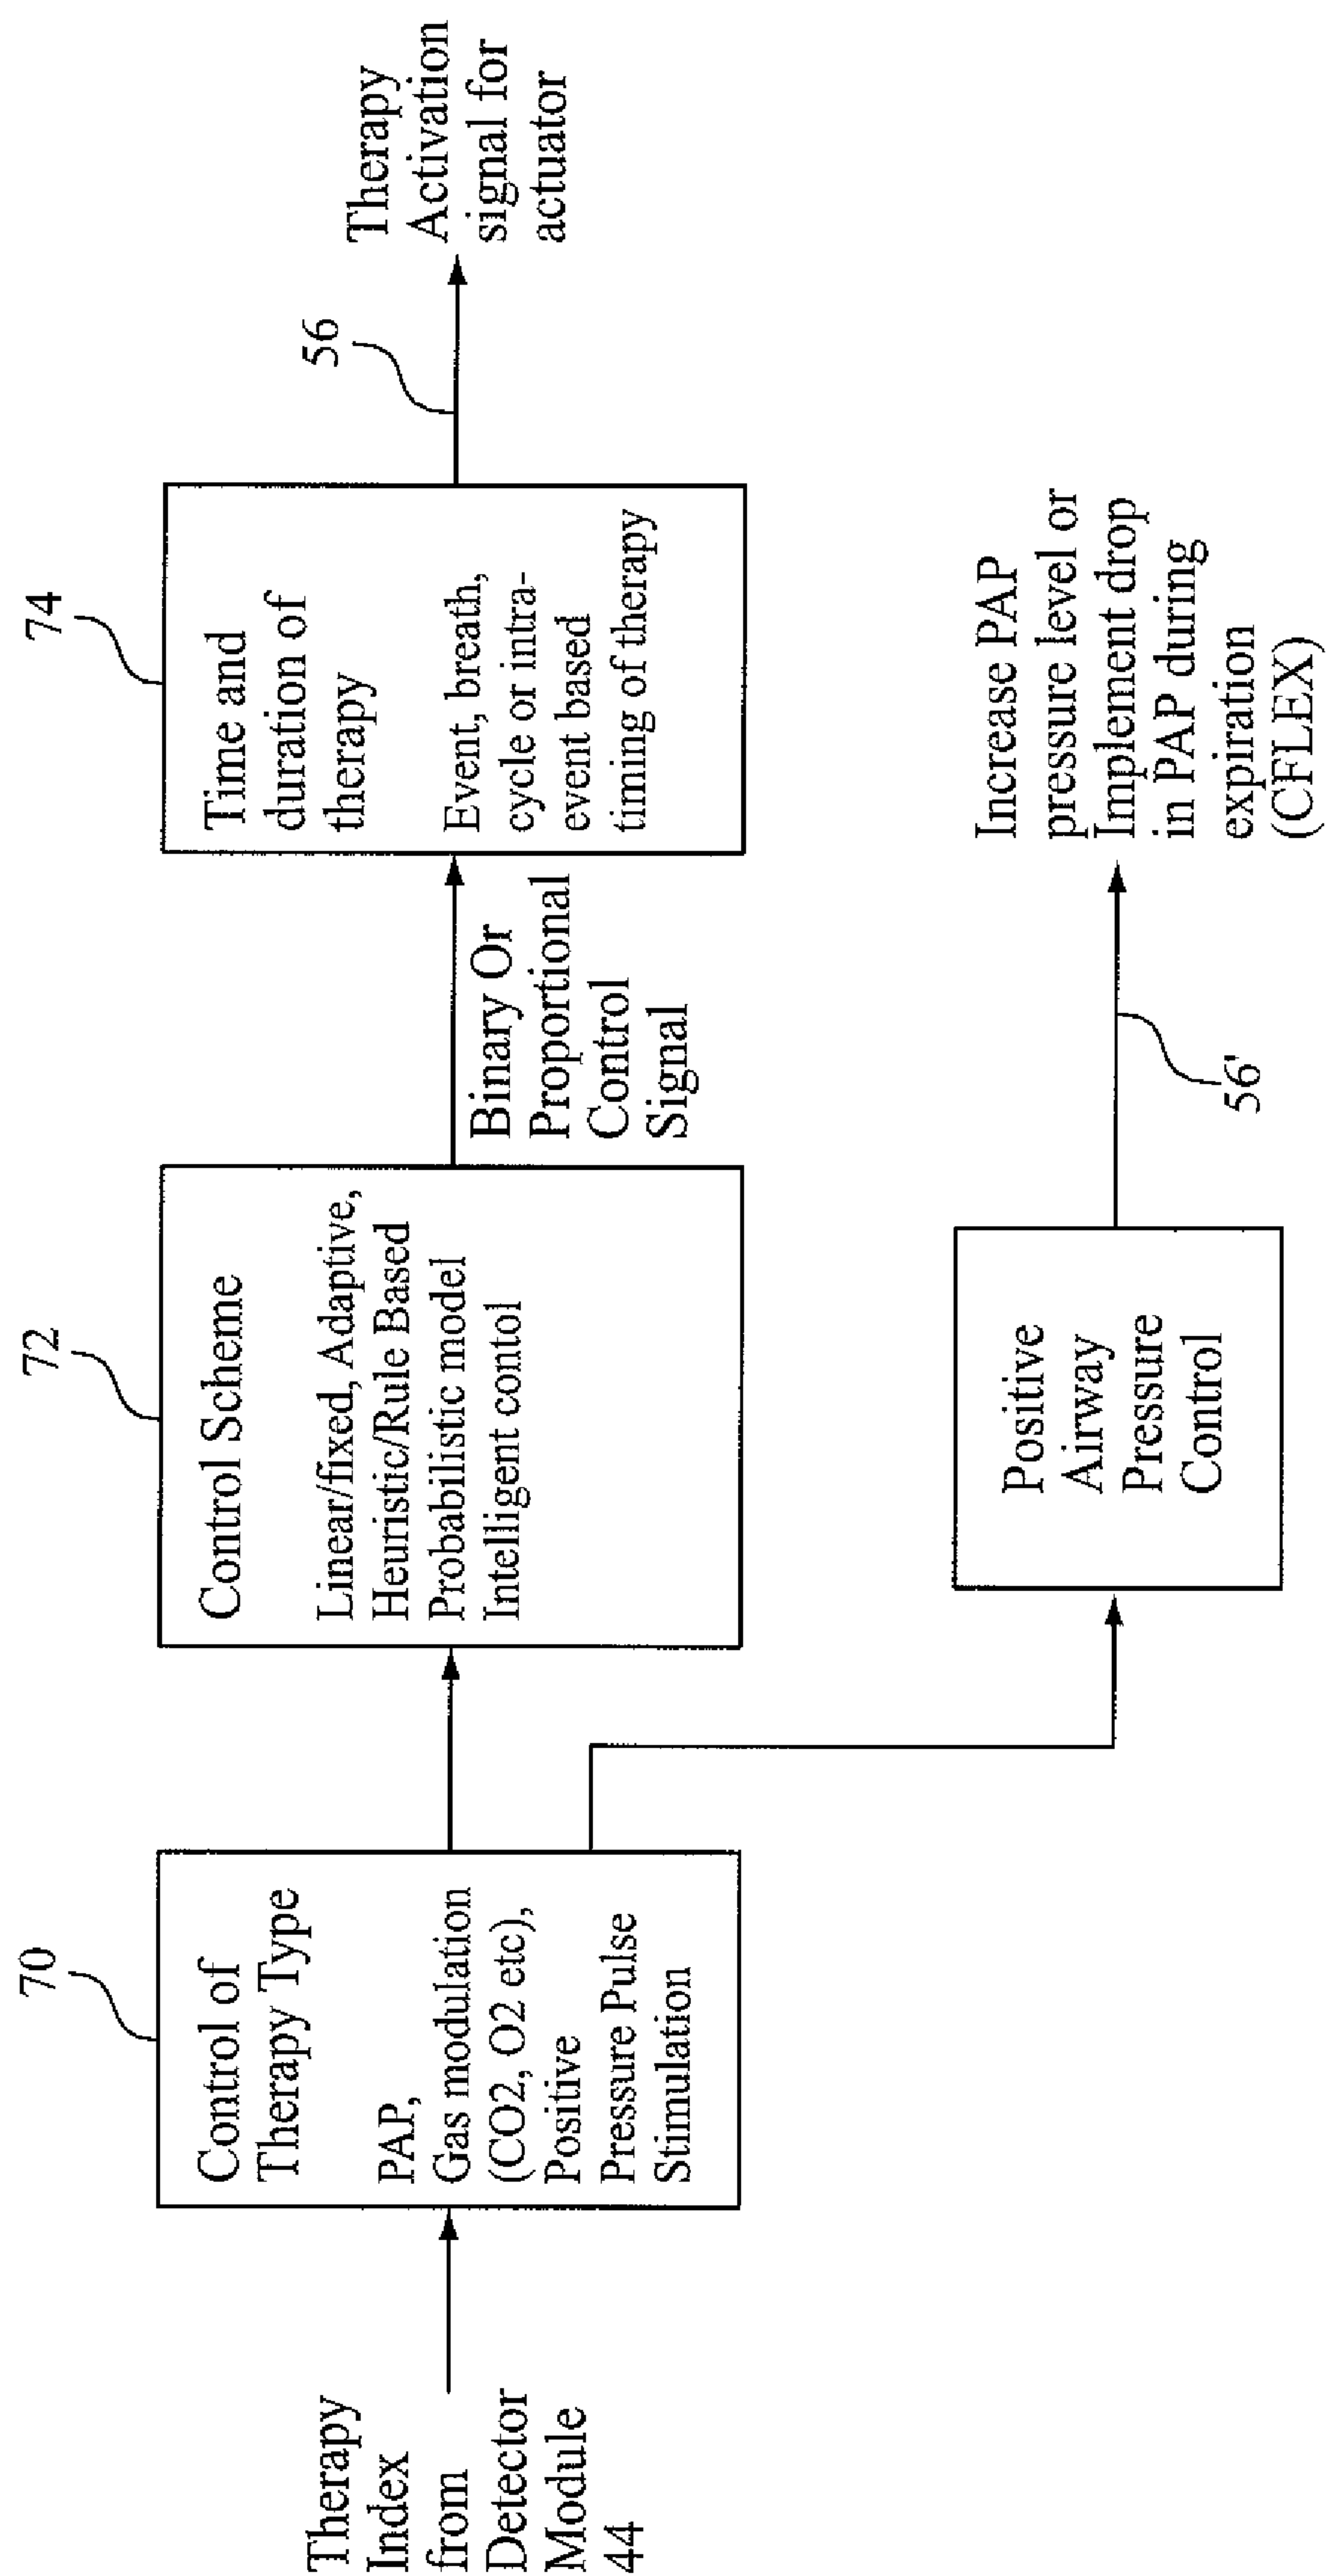 Therapy
Index
from
Detector
Module
44
70
Control of
Therapy Type
PAP,
Gas modulation
(CO2, O2 etc),
Positive
Pressure Pulse
Stimulation
72
Control Scheme
Linear/fixed, Adaptive,
Heuristic/Rule Based
Probabilistic model
Intelligent contol
Binary Or
Proportional
Control
Signal
74
Time and
duration of
therapy
Event, breath,
cycle or intra-
event based
timing of therapy
56
Therapy
Activation
signal for
actuator
Positive
Airway
Pressure
Control
56'
Increase PAP
pressure level or
Implement drop
in PAP during
expiration
(CFLEX)